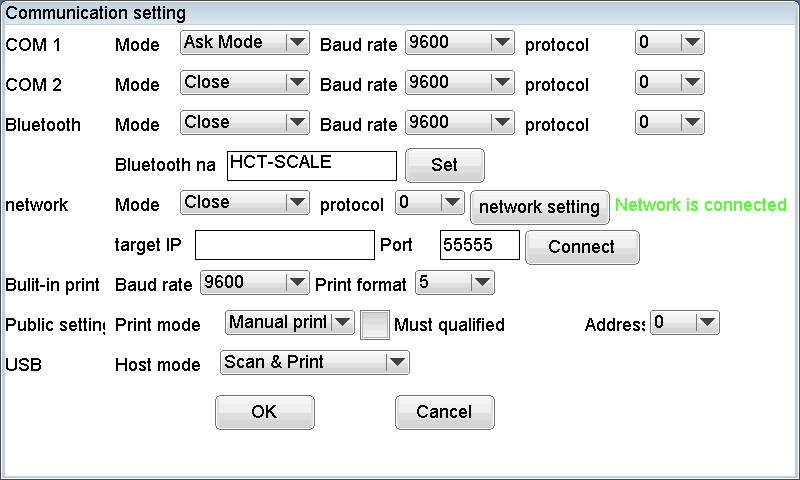 Communication setting
COM 1 Mode Ask Mode Baud rate 9600 protocol 0
COM 2 Mode Close Baud rate 9600 protocol 0
Bluetooth Mode Close Baud rate 9600 protocol 0
Bluetooth na HCT-SCALE Set
network Mode Close protocol 0 network setting Network is connected
target IP Port 55555 Connect
Bulit-in print Baud rate 9600 Print format 5
Public setting Print mode Manual print Must qualified Address 0
USB Host mode Scan & Print
OK Cancel